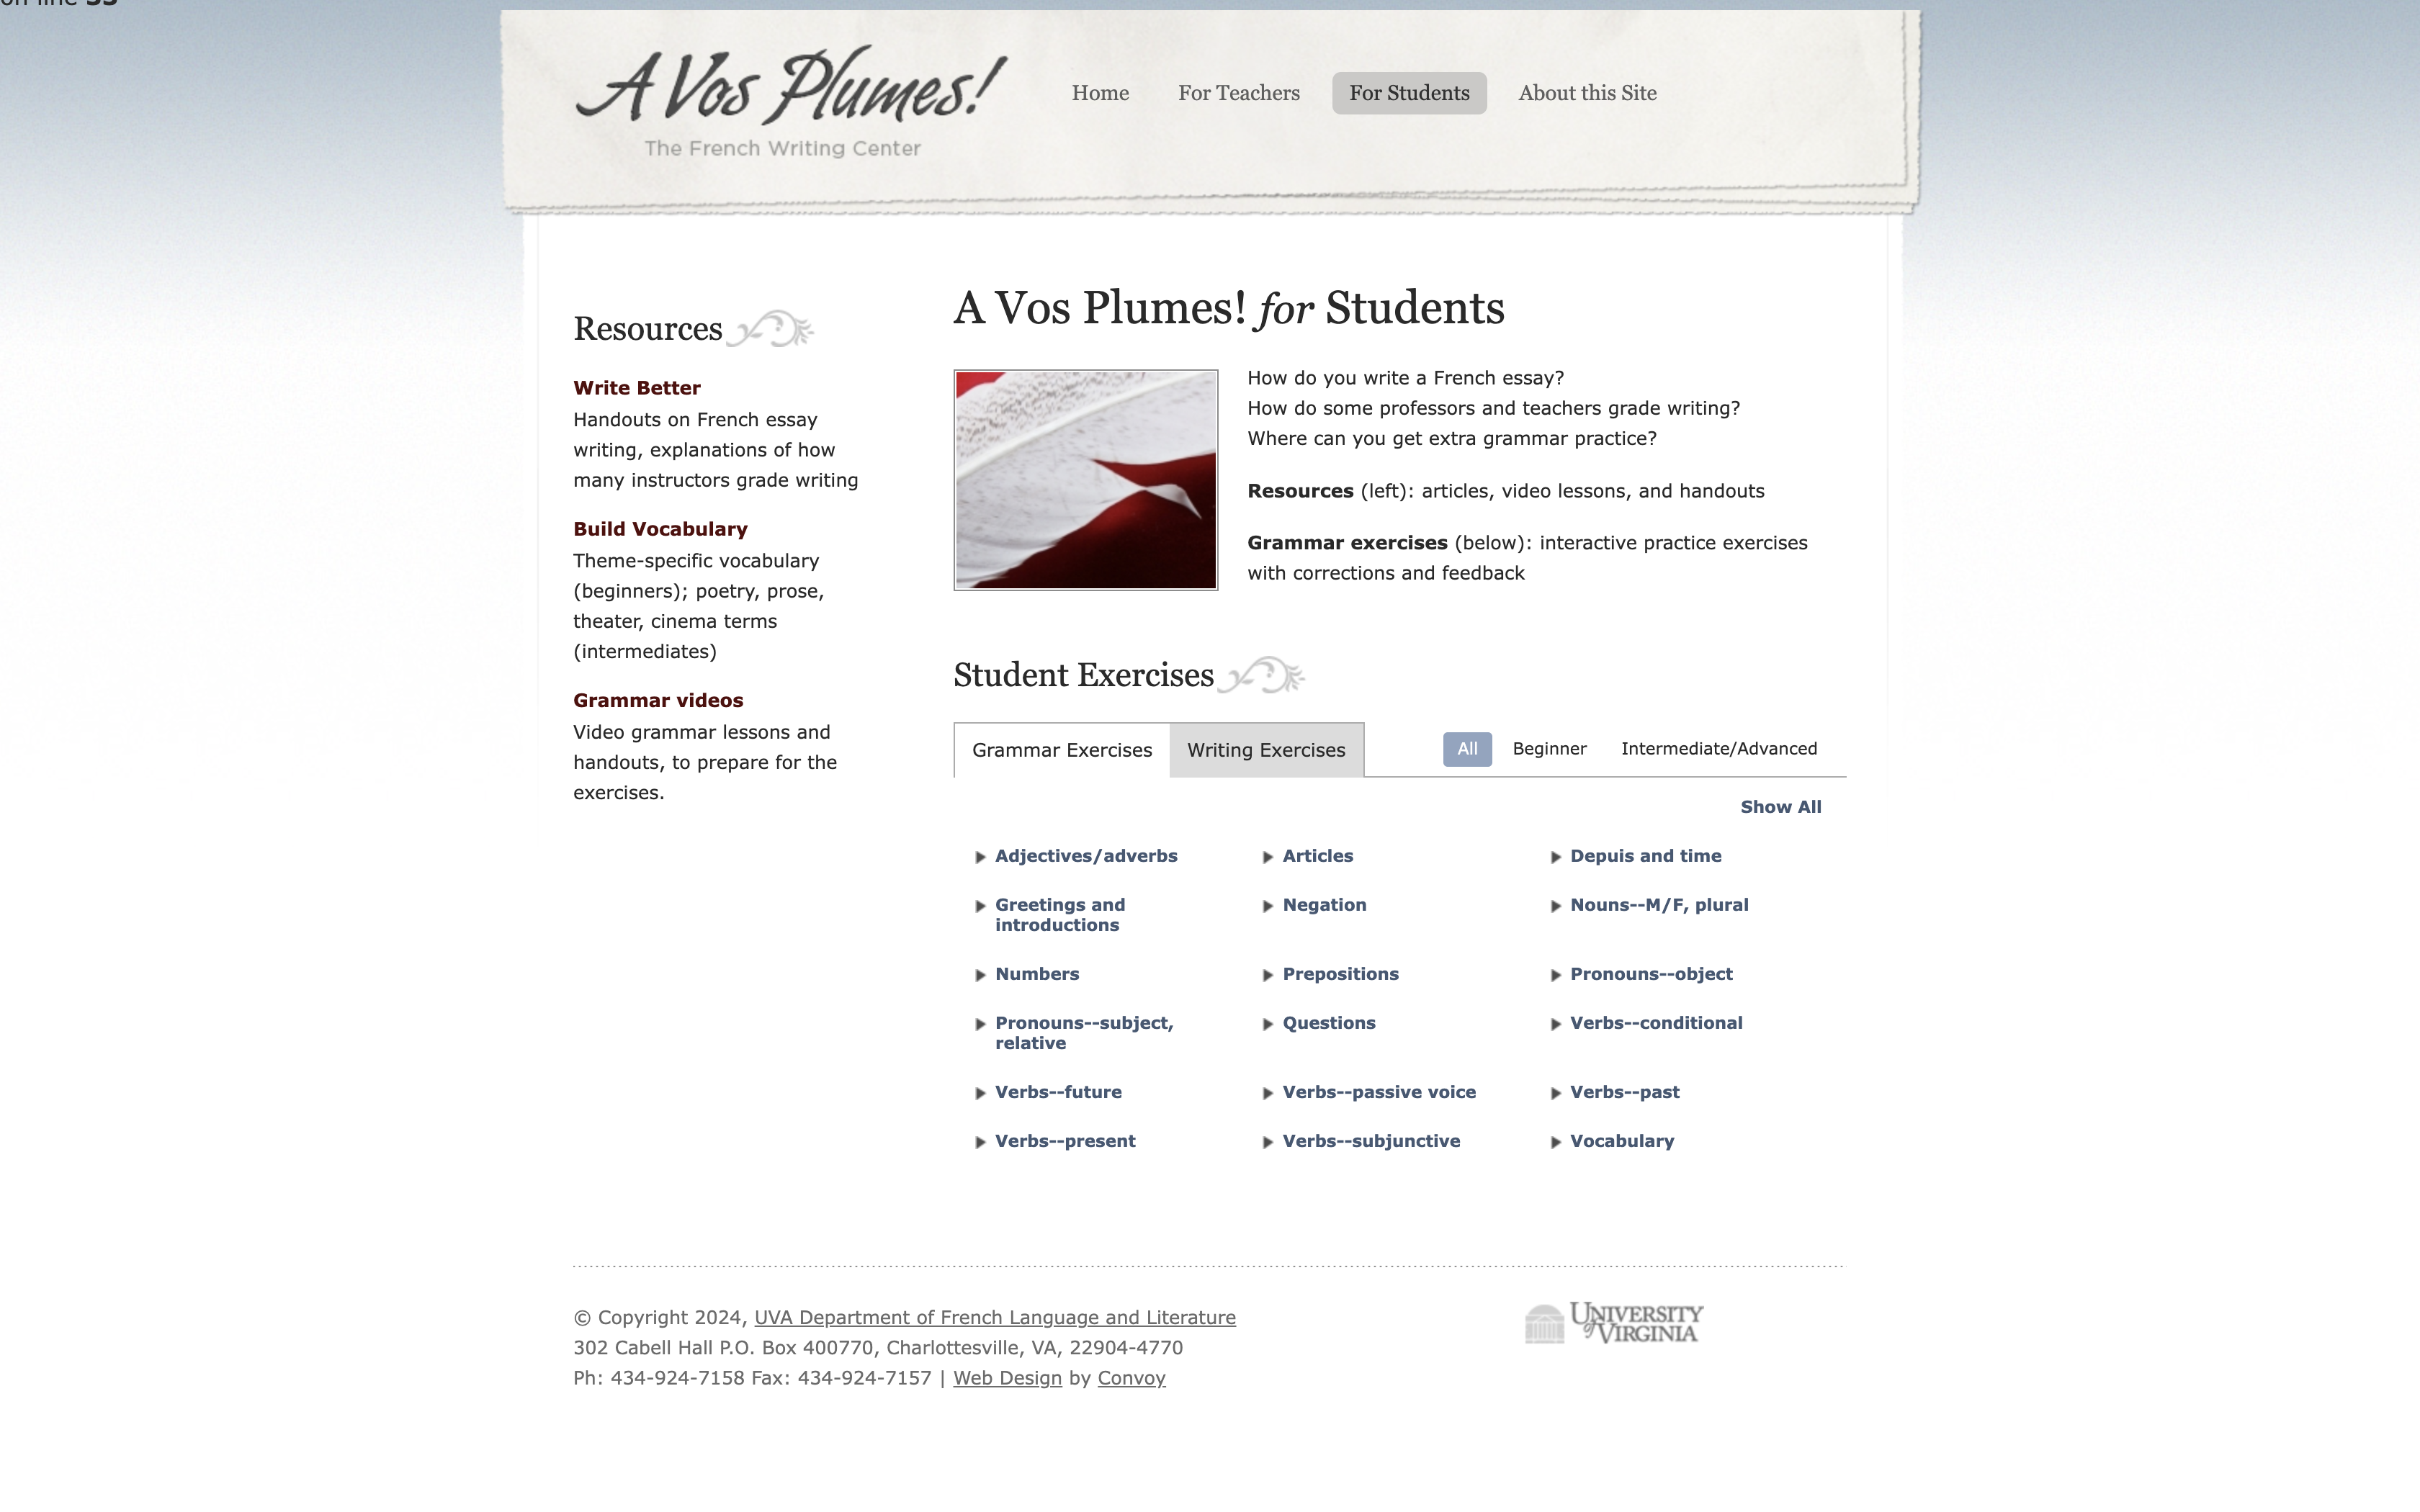 on line 35
A Vos Plumes!
The French Writing Center
Home
For Teachers
For Students
About this Site
Resources
Write Better
Handouts on French essay
writing, explanations of how
many instructors grade writing
Build Vocabulary
Theme-specific vocabulary
(beginners); poetry, prose,
theater, cinema terms
(intermediates)
Grammar videos
Video grammar lessons and
handouts, to prepare for the
exercises.
A Vos Plumes! for Students
How do you write a French essay?
How do some professors and teachers grade writing?
Where can you get extra grammar practice?
Resources (left): articles, video lessons, and handouts
Grammar exercises (below): interactive practice exercises
with corrections and feedback
Student Exercises
Grammar Exercises
Writing Exercises
All
Beginner
Intermediate/Advanced
Show All
Adjectives/adverbs
Articles
Depuis and time
Greetings and
introductions
Negation
Nouns--M/F, plural
Numbers
Prepositions
Pronouns--object
Pronouns--subject,
relative
Questions
Verbs--conditional
Verbs--future
Verbs--passive voice
Verbs--past
Verbs--present
Verbs--subjunctive
Vocabulary
© Copyright 2024, UVA Department of French Language and Literature
302 Cabell Hall P.O. Box 400770, Charlottesville, VA, 22904-4770
Ph: 434-924-7158 Fax: 434-924-7157 | Web Design by Convoy
UNIVERSITY
of VIRGINIA